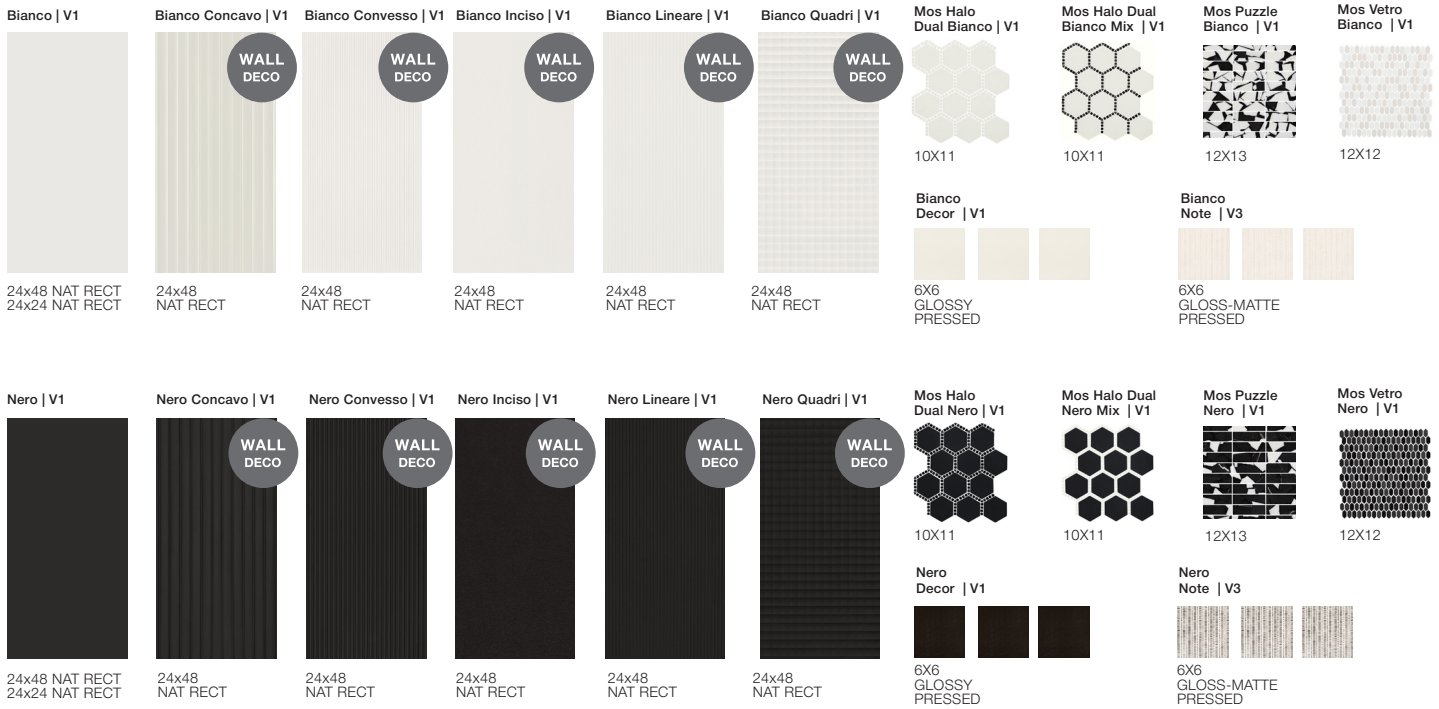 Bianco | V1
24x48 NAT RECT
24x24 NAT RECT
Bianco Concavo | V1
WALL
DECO
24x48
NAT RECT
Bianco Convesso | V1
WALL
DECO
24x48
NAT RECT
Bianco Inciso | V1
WALL
DECO
24x48
NAT RECT
Bianco Lineare | V1
WALL
DECO
24x48
NAT RECT
Bianco Quadri | V1
WALL
DECO
24x48
NAT RECT
Mos Halo
Dual Bianco | V1
10X11
Mos Halo Dual
Bianco Mix | V1
10X11
Mos Puzzle
Bianco | V1
12X13
Mos Vetro
Bianco | V1
12X12
Bianco
Decor | V1
6X6
GLOSSY
PRESSED
Bianco
Note | V3
6X6
GLOSS-MATTE
PRESSED
Nero | V1
24x48 NAT RECT
24x24 NAT RECT
Nero Concavo | V1
WALL
DECO
24x48
NAT RECT
Nero Convesso | V1
WALL
DECO
24x48
NAT RECT
Nero Inciso | V1
WALL
DECO
24x48
NAT RECT
Nero Lineare | V1
WALL
DECO
24x48
NAT RECT
Nero Quadri | V1
WALL
DECO
24x48
NAT RECT
Mos Halo
Dual Nero | V1
10X11
Mos Halo Dual
Nero Mix | V1
10X11
Mos Puzzle
Nero | V1
12X13
Mos Vetro
Nero | V1
12X12
Nero
Decor | V1
6X6
GLOSSY
PRESSED
Nero
Note | V3
6X6
GLOSS-MATTE
PRESSED